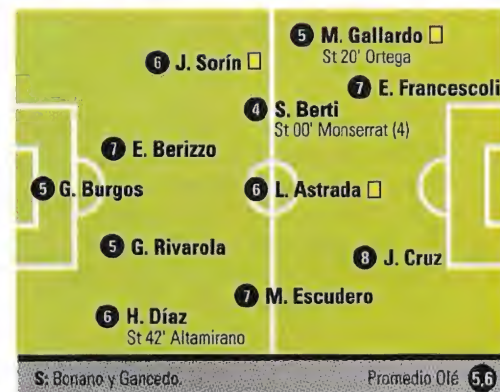 5 M. Gallardo
St 20' Ortega
6 J. Sorín
7 E. Francescoli
4 S. Berti
St 00' Monserrat (4)
7 E. Berizzo
5 G. Burgos
6 L. Astrada
5 G. Rivarola
8 J. Cruz
7 M. Escudero
6 H. Díaz
St 42' Altamirano
S: Bonano y Gancedo. Promedio Olé 5,6